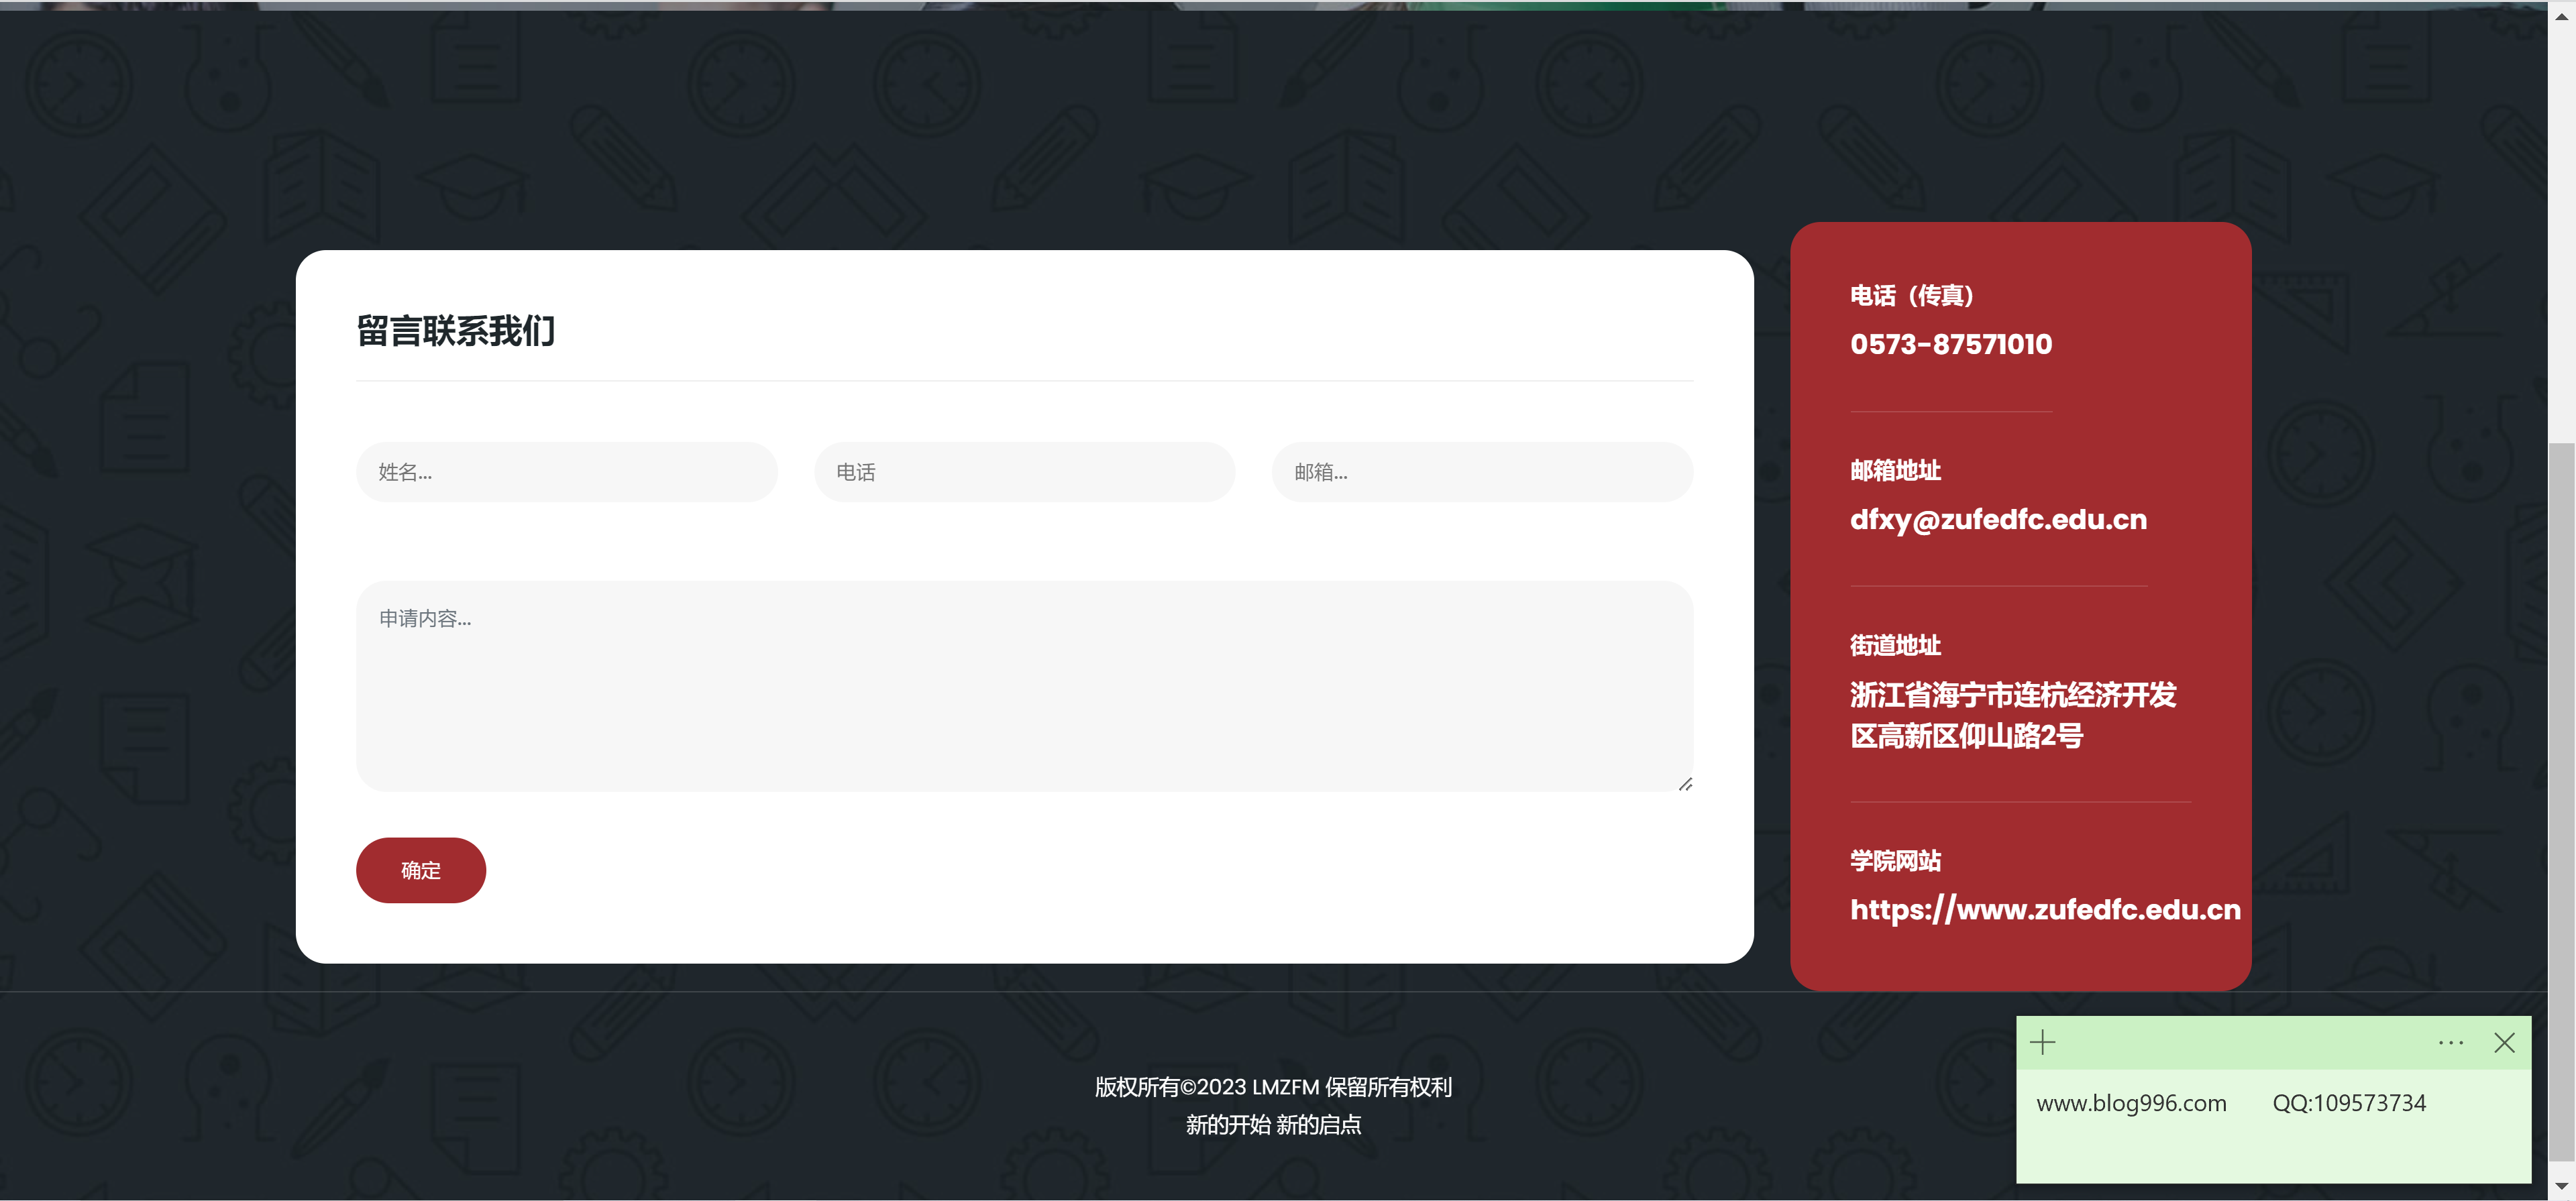 留言联系我们
姓名...
电话
邮箱...
申请内容...
确定
电话（传真）
0573-87571010
邮箱地址
dfxy@zufedfc.edu.cn
街道地址
浙江省海宁市连杭经济开发
区高新区仰山路2号
学院网站
https://www.zufedfc.edu.cn
版权所有©2023 LMZFM 保留所有权利
新的开始 新的启点
www.blog996.com QQ:109573734